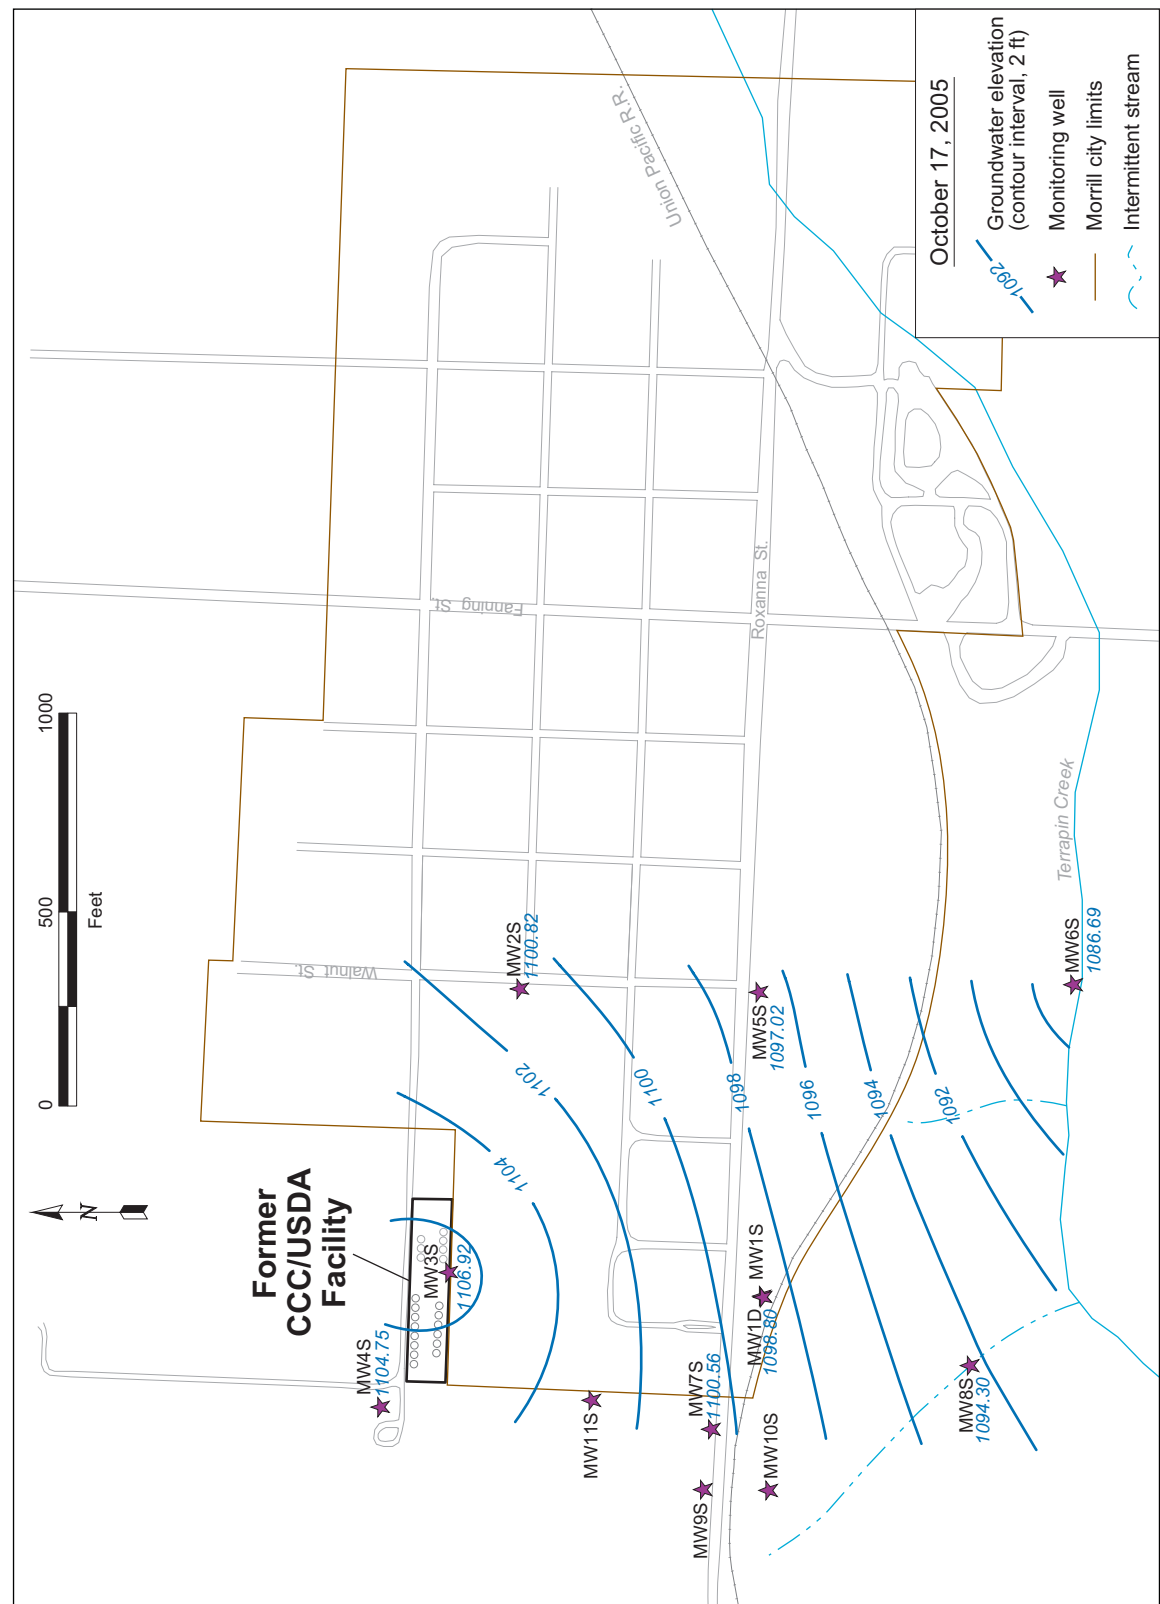 October 17, 2005
1092
Groundwater elevation
(contour interval, 2 ft)
Monitoring well
Morrill city limits
Intermittent stream
Union Pacific R.R.
Fanning St.
Roxanna St.
Walnut St.
Terrapin Creek
0
500
1000
Feet
N
Former
CCC/USDA
Facility
MW4S
1104.75
MW3S
1106.92
MW2S
1100.82
MW11S
MW7S
1100.56
MW9S
MW10S
MW1D
MW1S
1098.80
MW5S
1097.02
MW8S
1094.30
MW6S
1086.69
1104
1102
1100
1098
1096
1094
1092